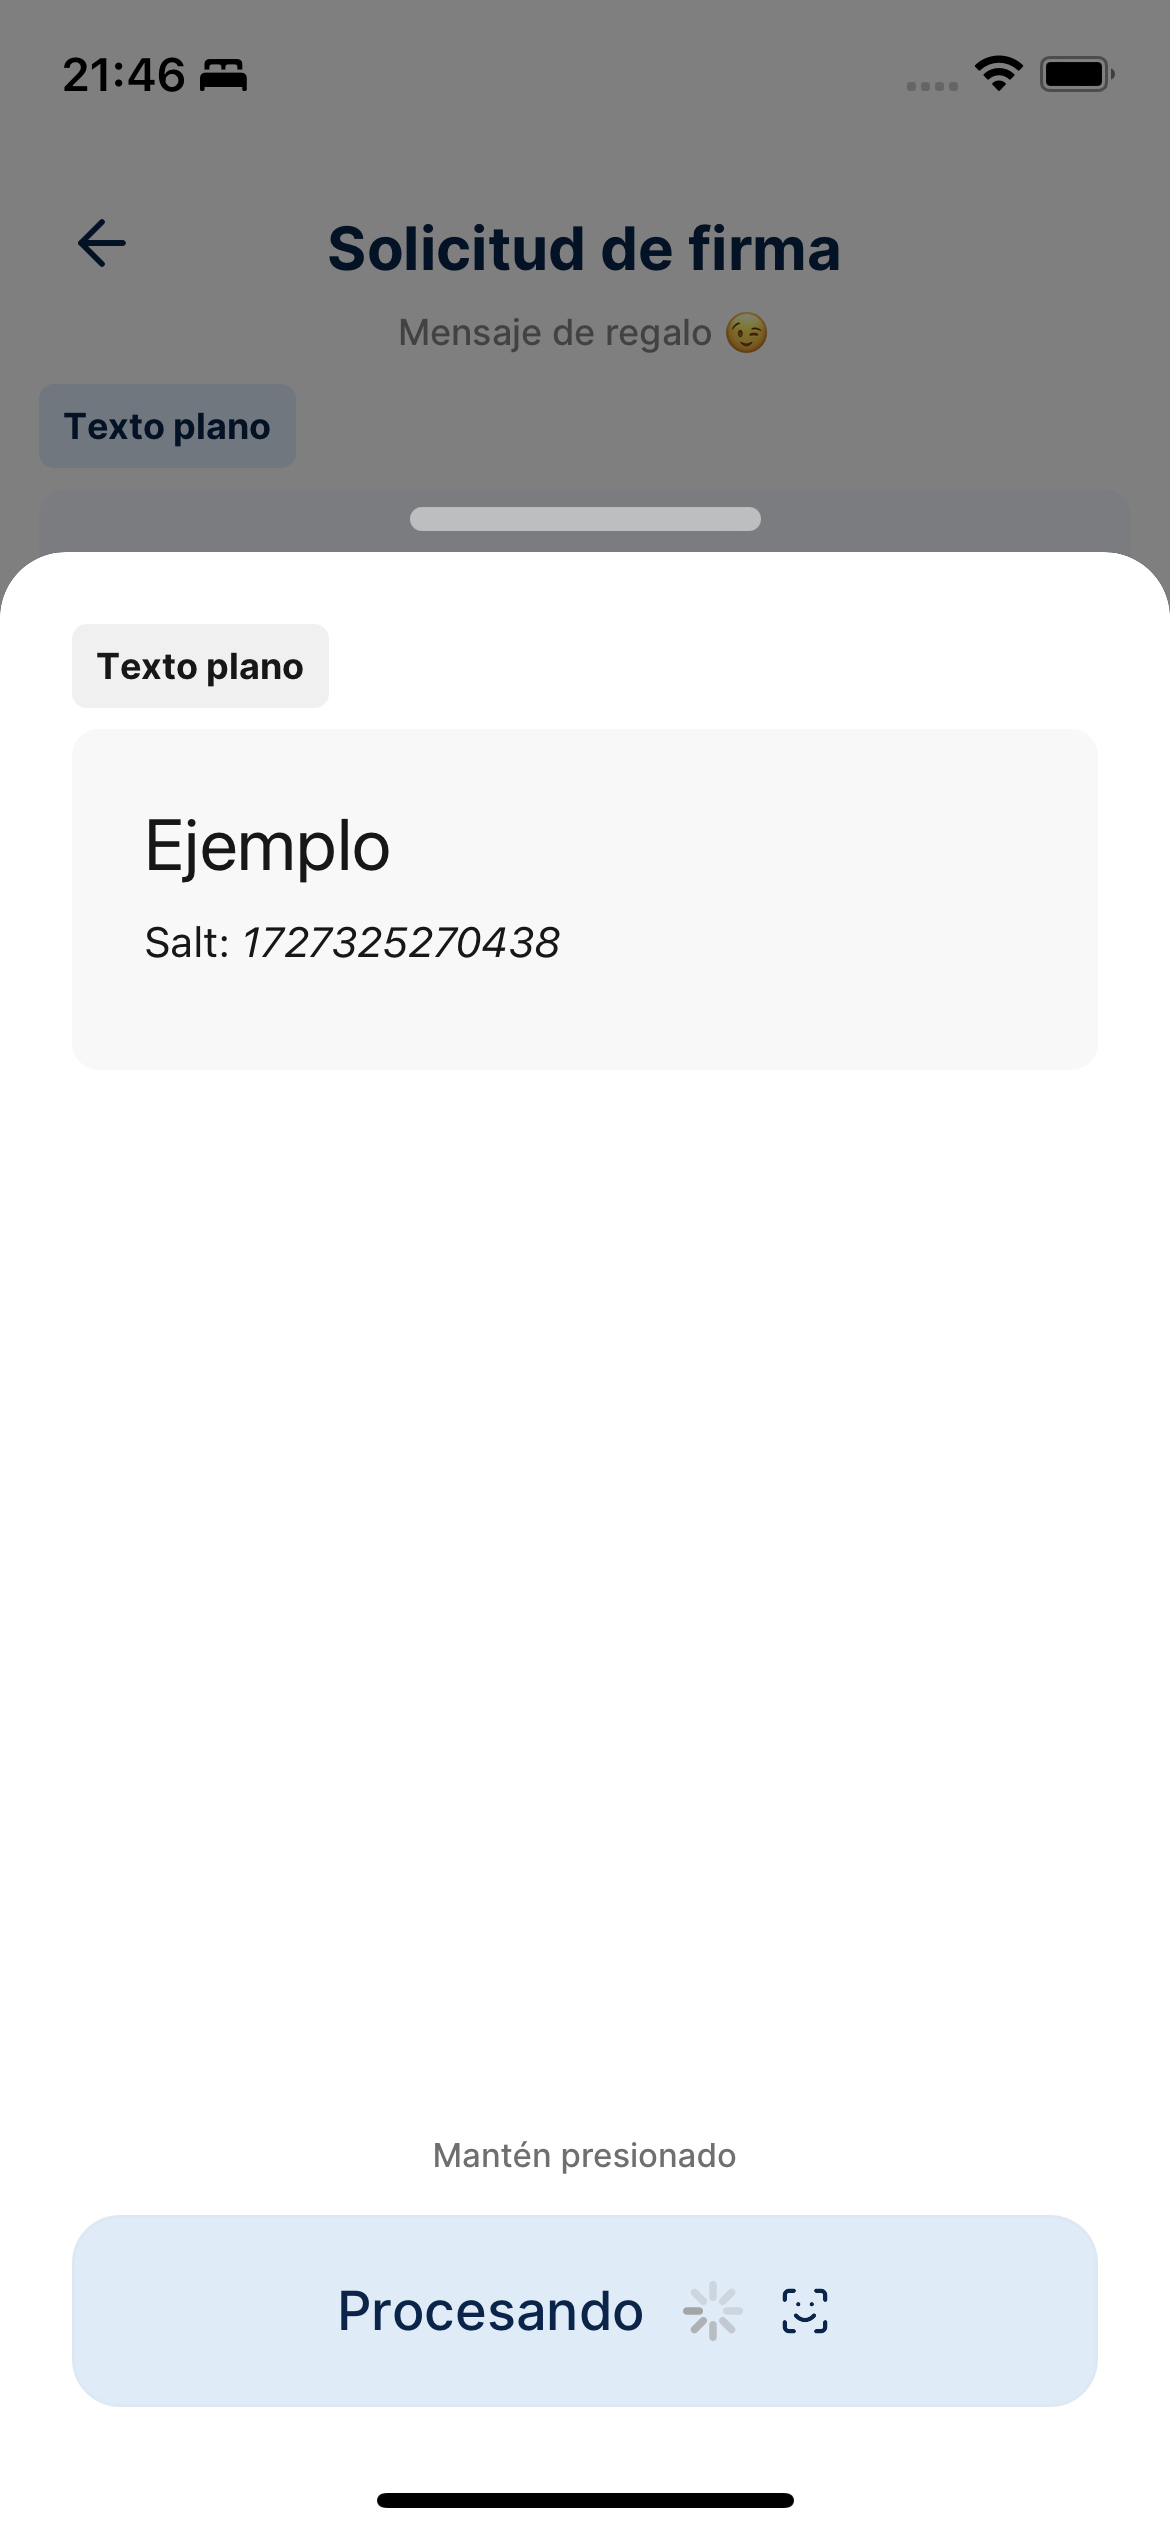 21:46
Solicitud de firma
Mensaje de regalo 😉
Texto plano
Texto plano
Ejemplo
Salt: 1727325270438
Mantén presionado
Procesando